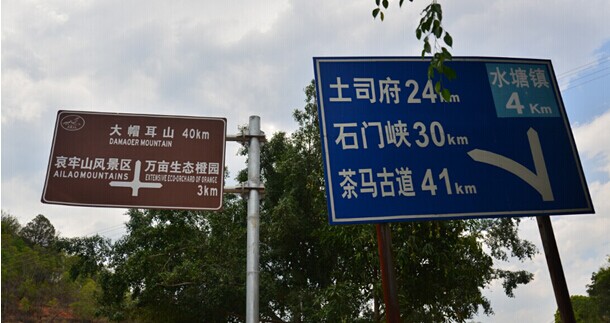 大帽耳山 40KM
DAMAOER MOUNTAIN
哀牢山风景区
AILAOMOUNTAINS
万亩生态橙园
EXTENSIVE ECO-ORCHARD OF ORANGE
3KM
水塘镇
4 Km
土司府 24Km
石门峡 30Km
茶马古道 41Km